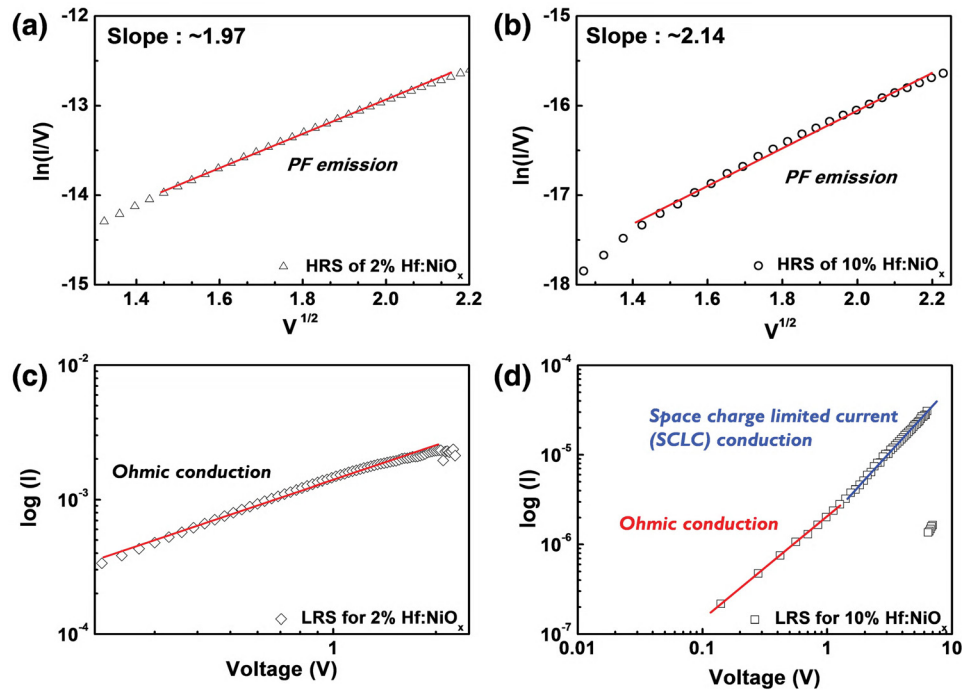 (a)
Slope : ~1.97
-12
-13
-14
-15
ln(I/V)
PF emission
HRS of 2% Hf:NiOx
1.4
1.6
1.8
2.0
2.2
V1/2
(b)
Slope : ~2.14
-15
-16
-17
-18
ln(I/V)
PF emission
HRS of 10% Hf:NiOx
1.4
1.6
1.8
2.0
2.2
V1/2
(c)
10-2
10-3
10-4
log (I)
Ohmic conduction
LRS for 2% Hf:NiOx
1
Voltage (V)
(d)
10-4
10-5
10-6
10-7
log (I)
Space charge limited current
(SCLC) conduction
Ohmic conduction
LRS for 10% Hf:NiOx
0.01
0.1
1
10
Voltage (V)